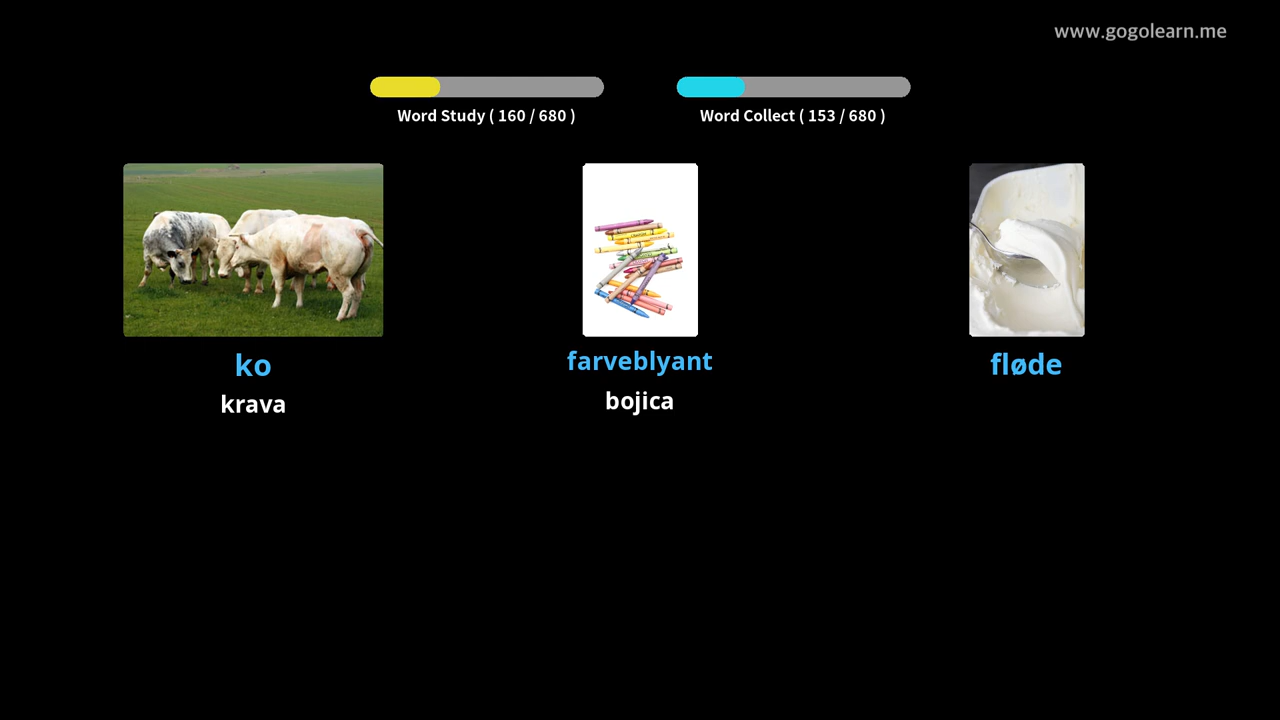 www.gogolearn.me
Word Study ( 160 / 680 )
Word Collect ( 153 / 680 )
ko
krava
farveblyant
bojica
fløde